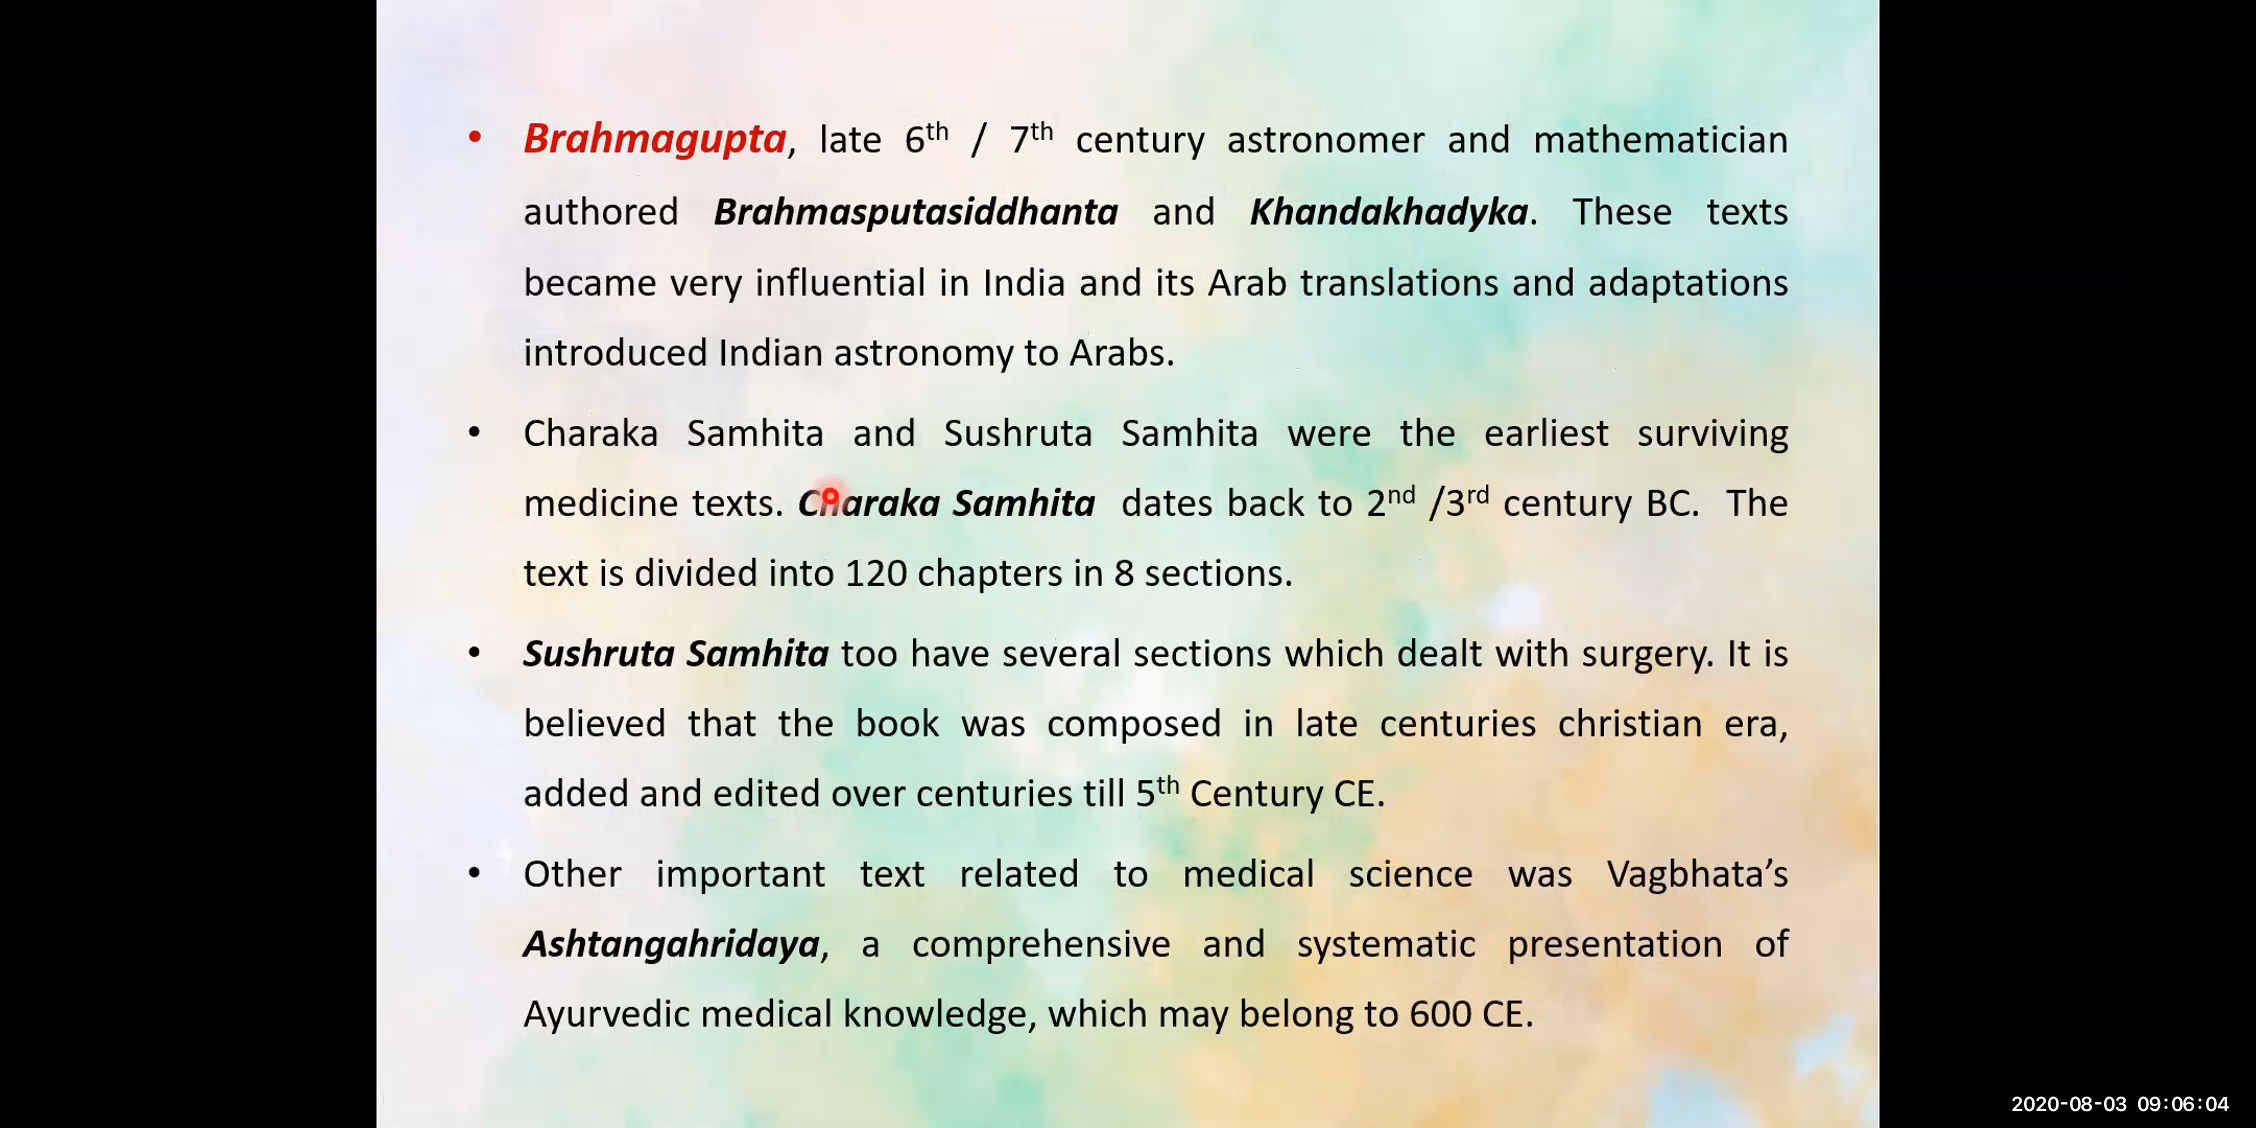 • Brahmagupta, late 6th / 7th century astronomer and mathematician
authored Brahmasputasiddhanta and Khandakhadyka. These texts
became very influential in India and its Arab translations and adaptations
introduced Indian astronomy to Arabs.
• Charaka Samhita and Sushruta Samhita were the earliest surviving
medicine texts. Charaka Samhita dates back to 2nd /3rd century BC. The
text is divided into 120 chapters in 8 sections.
• Sushruta Samhita too have several sections which dealt with surgery. It is
believed that the book was composed in late centuries christian era,
added and edited over centuries till 5th Century CE.
• Other important text related to medical science was Vagbhata’s
Ashtangahridaya, a comprehensive and systematic presentation of
Ayurvedic medical knowledge, which may belong to 600 CE.
2020-08-03 09:06:04